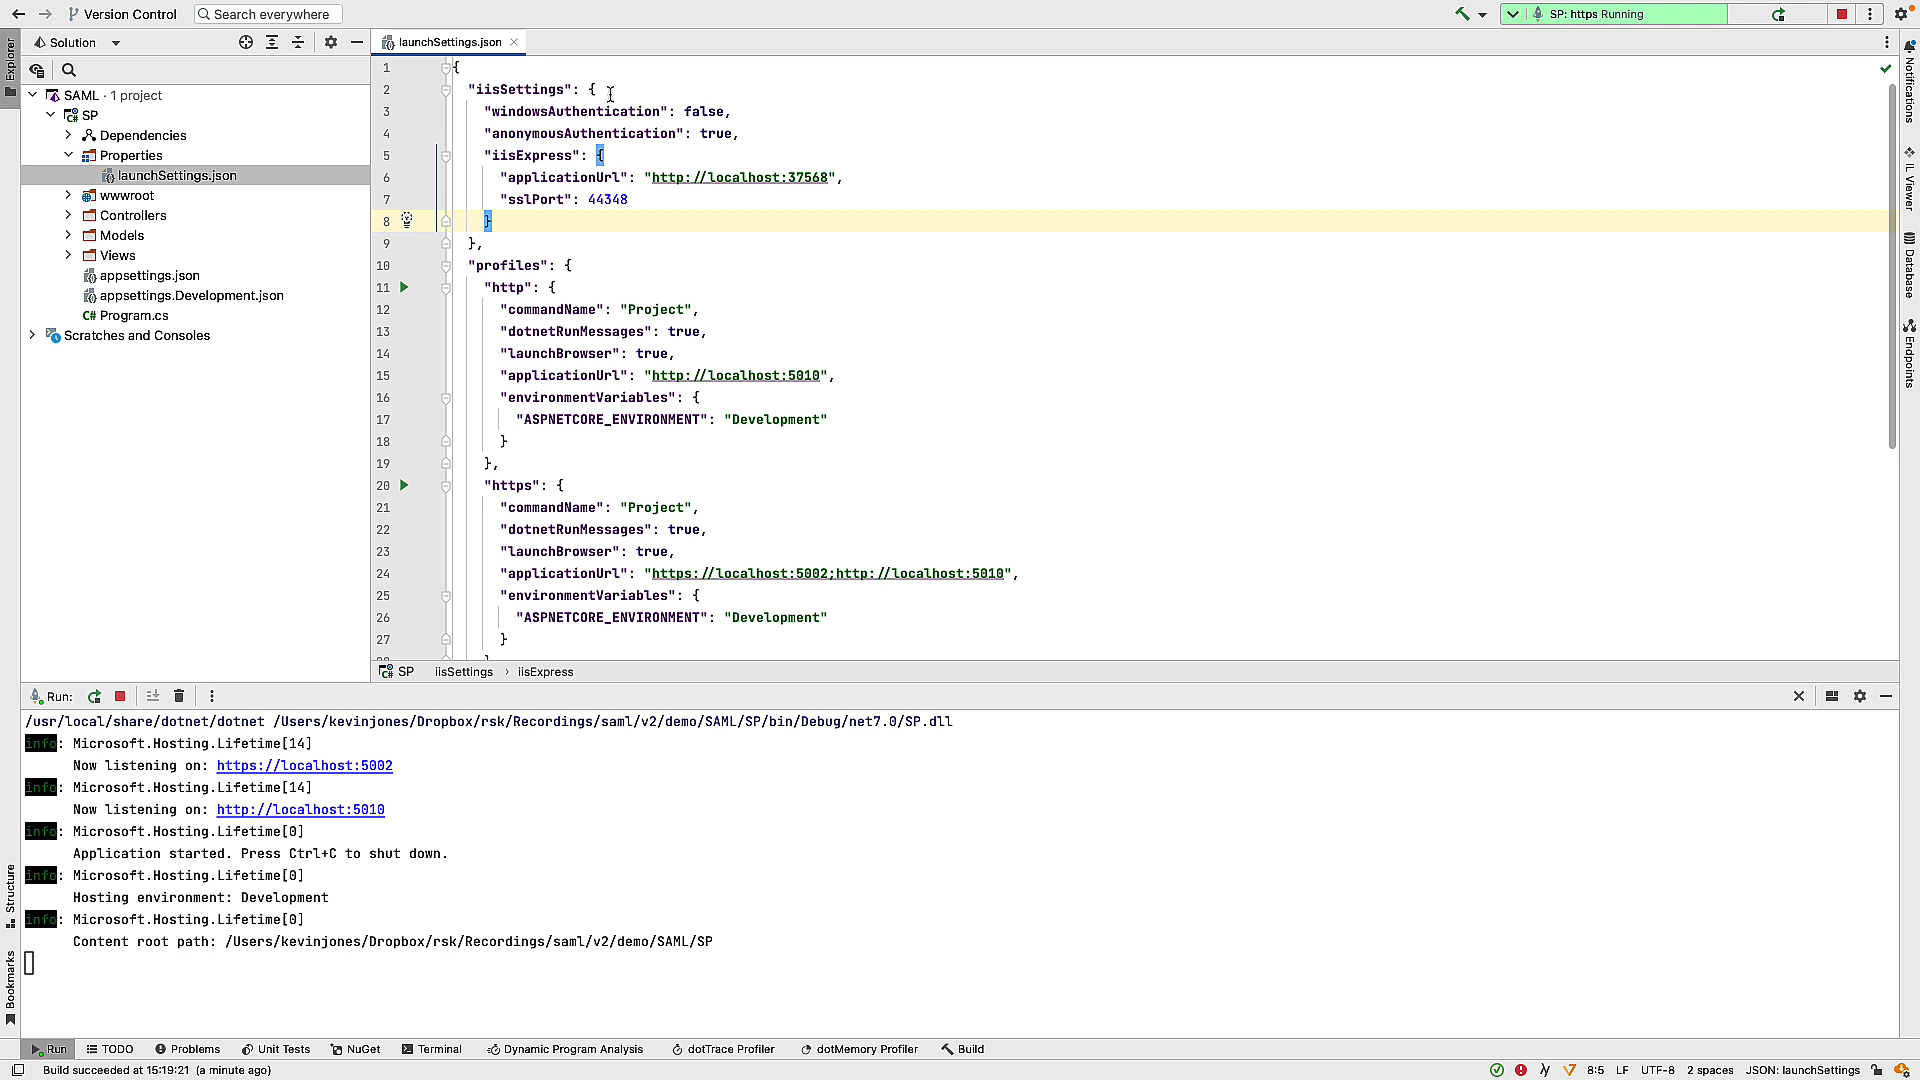 Version Control
Search everywhere
SP: https Running
Solution
launchSettings.json
Explorer
SAML · 1 project
SP
Dependencies
Properties
launchSettings.json
wwwroot
Controllers
Models
Views
appsettings.json
appsettings.Development.json
C# Program.cs
Scratches and Consoles
1 {
2 "iisSettings": {
3 "windowsAuthentication": false,
4 "anonymousAuthentication": true,
5 "iisExpress": {
6 "applicationUrl": "http://localhost:37568",
7 "sslPort": 44348
8 }
9 },
10 "profiles": {
11 "http": {
12 "commandName": "Project",
13 "dotnetRunMessages": true,
14 "launchBrowser": true,
15 "applicationUrl": "http://localhost:5010",
16 "environmentVariables": {
17 "ASPNETCORE_ENVIRONMENT": "Development"
18 }
19 },
20 "https": {
21 "commandName": "Project",
22 "dotnetRunMessages": true,
23 "launchBrowser": true,
24 "applicationUrl": "https://localhost:5002;http://localhost:5010",
25 "environmentVariables": {
26 "ASPNETCORE_ENVIRONMENT": "Development"
27 }
SP iisSettings › iisExpress
Notifications
IL Viewer
Database
Endpoints
Run:
/usr/local/share/dotnet/dotnet /Users/kevinjones/Dropbox/rsk/Recordings/saml/v2/demo/SAML/SP/bin/Debug/net7.0/SP.dll
info: Microsoft.Hosting.Lifetime[14]
Now listening on: https://localhost:5002
info: Microsoft.Hosting.Lifetime[14]
Now listening on: http://localhost:5010
info: Microsoft.Hosting.Lifetime[0]
Application started. Press Ctrl+C to shut down.
info: Microsoft.Hosting.Lifetime[0]
Hosting environment: Development
info: Microsoft.Hosting.Lifetime[0]
Content root path: /Users/kevinjones/Dropbox/rsk/Recordings/saml/v2/demo/SAML/SP
Structure
Bookmarks
Run TODO Problems Unit Tests NuGet Terminal Dynamic Program Analysis dotTrace Profiler dotMemory Profiler Build
Build succeeded at 15:19:21 (a minute ago)
8:5 LF UTF-8 2 spaces JSON: launchSettings